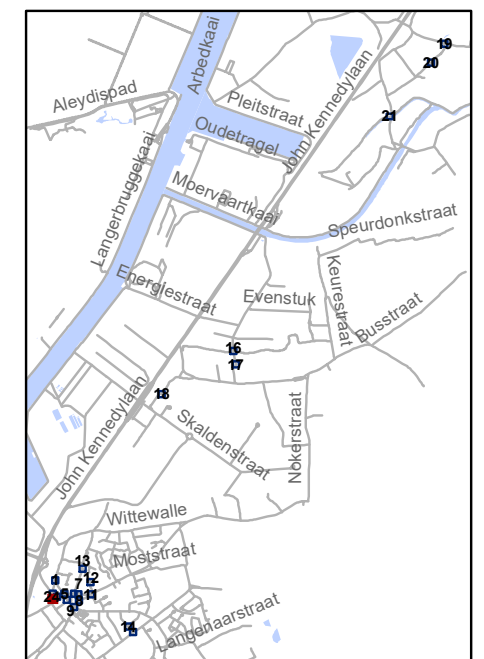 Arbedkaai
19
20
Aleydispad
Pleitstraat
John Kennedylaan
21
Oudetragel
Langerbruggekaai
Moervaartkaai
Speurdonkstraat
Energiestraat
Evenstuk
Keurestraat
Busstraat
16
17
18
John Kennedylaan
Skaldenstraat
Nokerstraat
Wittewalle
Moststraat
13
7
12
11
9
14
Langenaarstraat